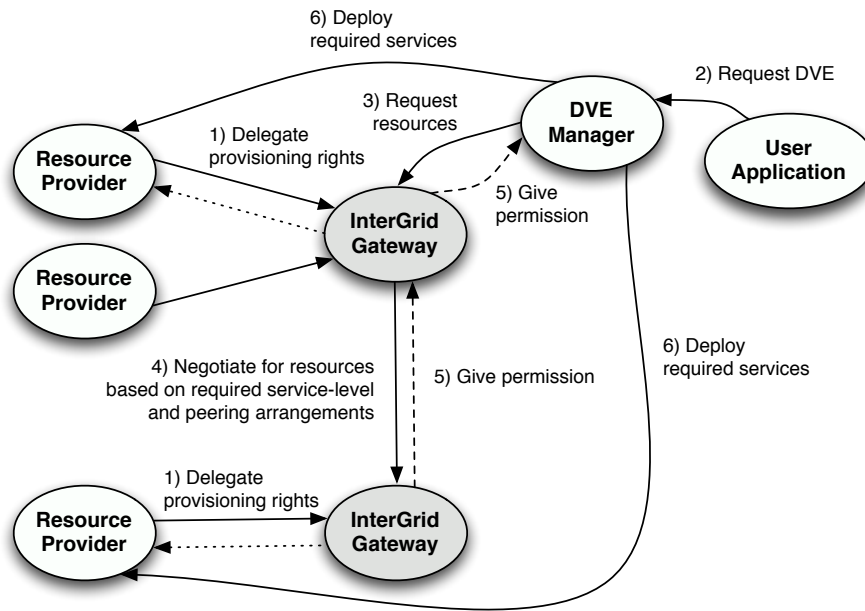 6) Deploy
required services
2) Request DVE
3) Request
resources
DVE
Manager
1) Delegate
provisioning rights
User
Application
Resource
Provider
5) Give
permission
InterGrid
Gateway
Resource
Provider
4) Negotiate for resources
based on required service-level
and peering arrangements
5) Give permission
6) Deploy
required services
1) Delegate
provisioning rights
Resource
Provider
InterGrid
Gateway